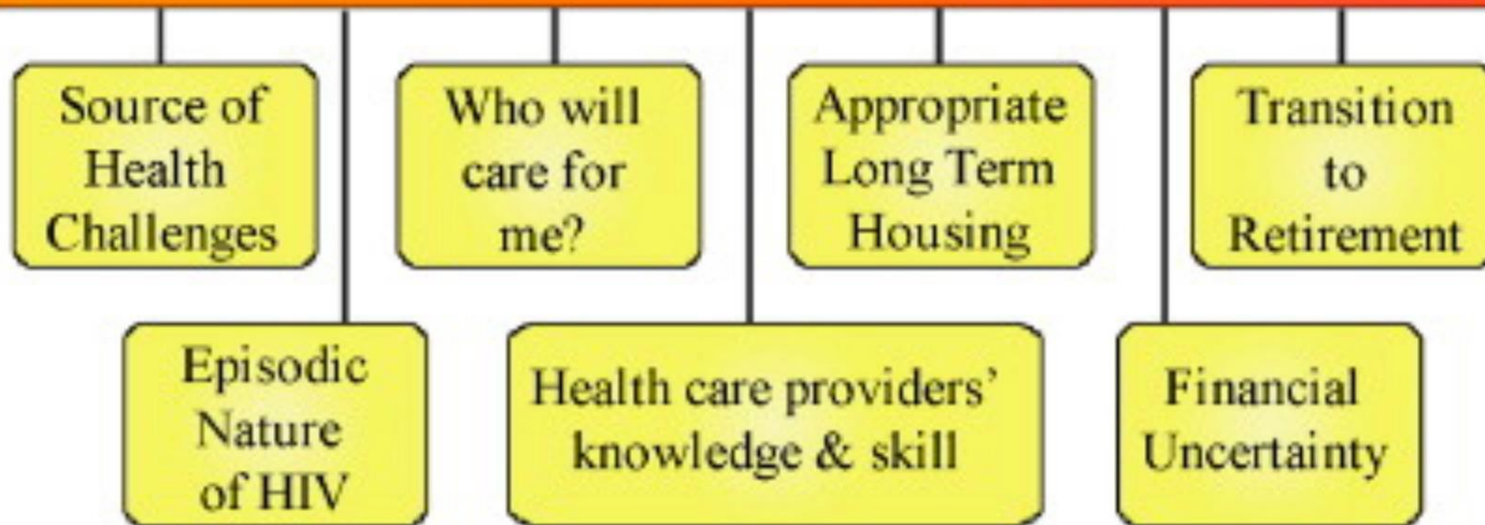 Source of
Health
Challenges
Who will
care for
me?
Appropriate
Long Term
Housing
Transition
to
Retirement
Episodic
Nature
of HIV
Health care providers’
knowledge & skill
Financial
Uncertainty